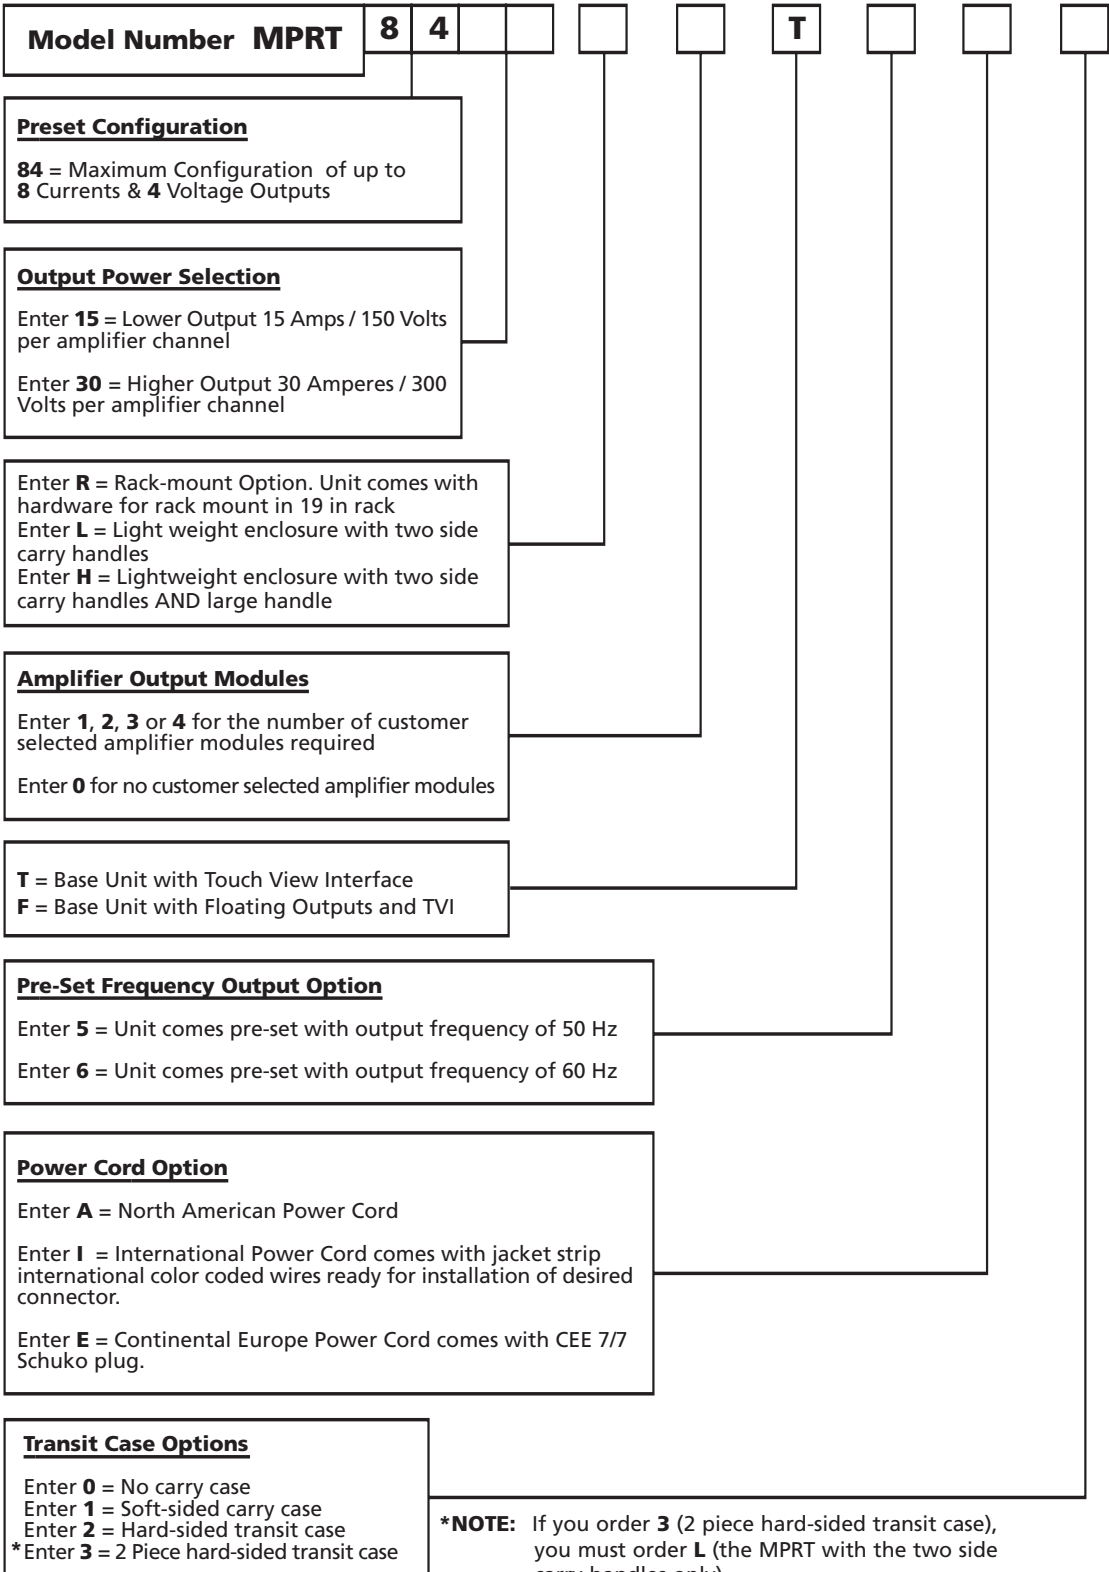 Model Number MPRT 8 4 T
Preset Configuration
84 = Maximum Configuration of up to
8 Currents & 4 Voltage Outputs
Output Power Selection
Enter 15 = Lower Output 15 Amps / 150 Volts
per amplifier channel
Enter 30 = Higher Output 30 Amperes / 300
Volts per amplifier channel
Enter R = Rack-mount Option. Unit comes with
hardware for rack mount in 19 in rack
Enter L = Light weight enclosure with two side
carry handles
Enter H = Lightweight enclosure with two side
carry handles AND large handle
Amplifier Output Modules
Enter 1, 2, 3 or 4 for the number of customer
selected amplifier modules required
Enter 0 for no customer selected amplifier modules
T = Base Unit with Touch View Interface
F = Base Unit with Floating Outputs and TVI
Pre-Set Frequency Output Option
Enter 5 = Unit comes pre-set with output frequency of 50 Hz
Enter 6 = Unit comes pre-set with output frequency of 60 Hz
Power Cord Option
Enter A = North American Power Cord
Enter I = International Power Cord comes with jacket strip
international color coded wires ready for installation of desired
connector.
Enter E = Continental Europe Power Cord comes with CEE 7/7
Schuko plug.
Transit Case Options
Enter 0 = No carry case
Enter 1 = Soft-sided carry case
Enter 2 = Hard-sided transit case
*Enter 3 = 2 Piece hard-sided transit case
*NOTE: If you order 3 (2 piece hard-sided transit case),
you must order L (the MPRT with the two side
carry handles only)